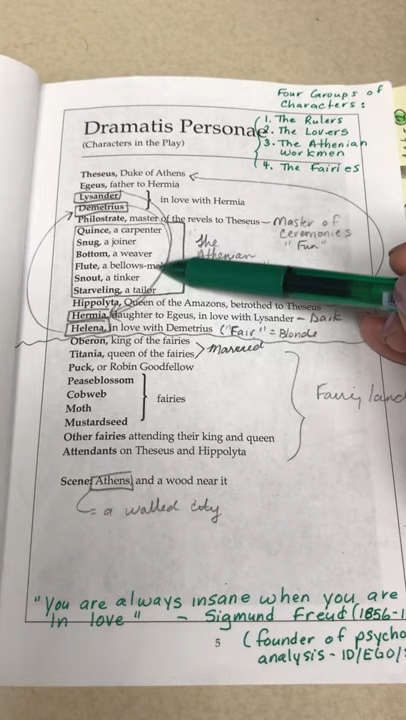 Four Groups of
Characters:
1. The Rulers
2. The Lovers
3. The Athenian
Workmen
4. The Fairies
Dramatis Personae
(Characters in the Play)
Theseus, Duke of Athens
Egeus, father to Hermia
Lysander
Demetrius
in love with Hermia
Philostrate, master of the revels to Theseus – Master of
Ceremonies
"Fun"
Quince, a carpenter
Snug, a joiner
The
Bottom, a weaver
Athenian
Flute, a bellows-
Snout, a tinker
Starveling, a tailor
Hippolyta, Queen of the Amazons, betrothed to Theseus
Hermia, daughter to Egeus, in love with Lysander – Dark
Helena, in love with Demetrius ("Fair" = Blonde
Oberon, king of the fairies
Titania, queen of the fairies
Married
Puck, or Robin Goodfellow
Peaseblossom
Cobweb
Moth
Mustardseed
fairies
Fairy land
Other fairies attending their king and queen
Attendants on Theseus and Hippolyta
Scene: Athens, and a wood near it
= a walled city
"You are always insane when you are
in love" – Sigmund Freud (1856-1
5
(founder of psycho
analysis - ID/EGO/